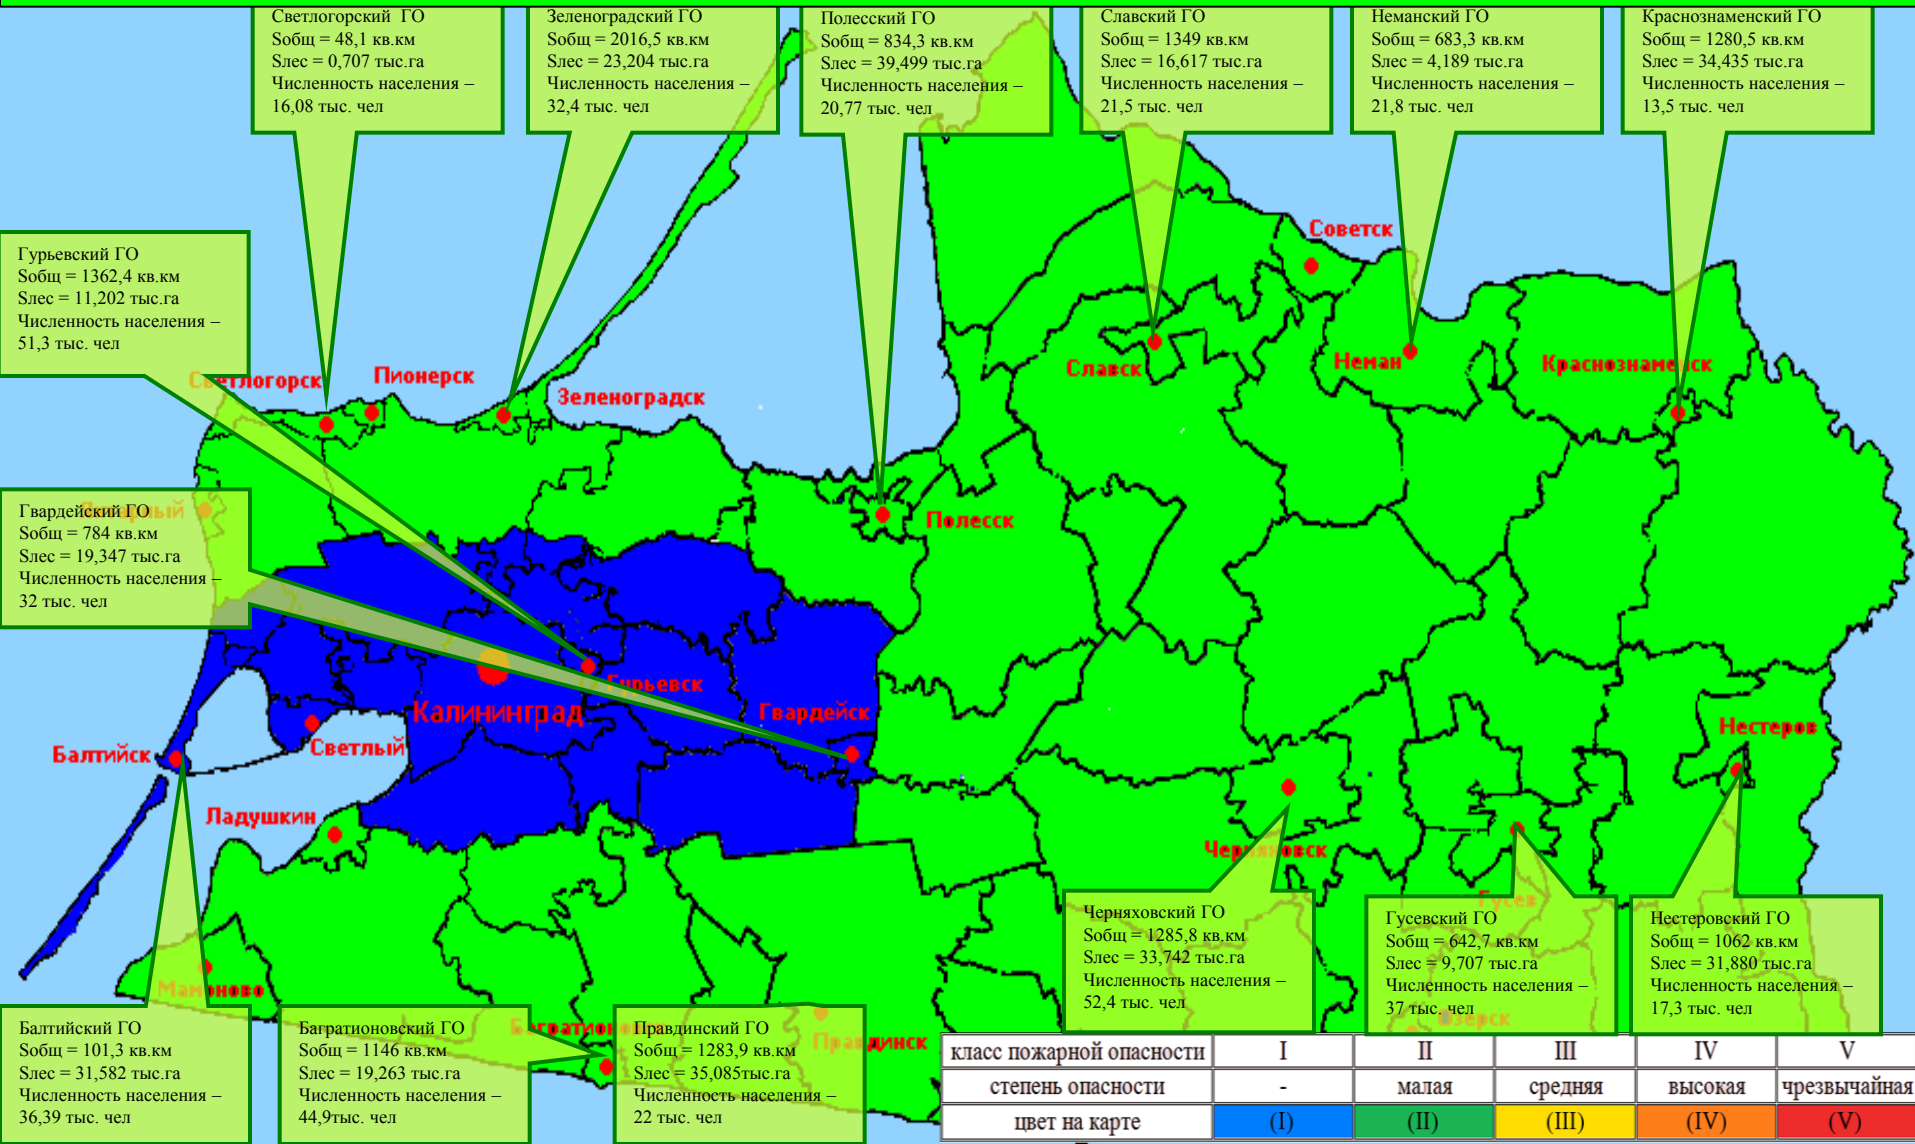 Светлогорский ГО
Sобщ = 48,1 кв.км
Sлес = 0,707 тыс.га
Численность населения –
16,08 тыс. чел
Зеленоградский ГО
Sобщ = 2016,5 кв.км
Sлес = 23,204 тыс.га
Численность населения –
32,4 тыс. чел
Полесский ГО
Sобщ = 834,3 кв.км
Sлес = 39,499 тыс.га
Численность населения –
20,77 тыс. чел
Славский ГО
Sобщ = 1349 кв.км
Sлес = 16,617 тыс.га
Численность населения –
21,5 тыс. чел
Неманский ГО
Sобщ = 683,3 кв.км
Sлес = 4,189 тыс.га
Численность населения –
21,8 тыс. чел
Краснознаменский ГО
Sобщ = 1280,5 кв.км
Sлес = 34,435 тыс.га
Численность населения –
13,5 тыс. чел
Гурьевский ГО
Sобщ = 1362,4 кв.км
Sлес = 11,202 тыс.га
Численность населения –
51,3 тыс. чел
Советск
Славск
Неман
Краснознаменск
Светлогорск
Пионерск
Зеленоградск
Гвардейский ГО
Sобщ = 784 кв.км
Sлес = 19,347 тыс.га
Численность населения –
32 тыс. чел
Полесск
Гурьевск
Калининград
Гвардейск
Светлый
Балтийск
Нестеров
Ладушкин
Черняховск
Гусев
Мамоново
Черняховский ГО
Sобщ = 1285,8 кв.км
Sлес = 33,742 тыс.га
Численность населения –
52,4 тыс. чел
Гусевский ГО
Sобщ = 642,7 кв.км
Sлес = 9,707 тыс.га
Численность населения –
37 тыс. чел
Нестеровский ГО
Sобщ = 1062 кв.км
Sлес = 31,880 тыс.га
Численность населения –
17,3 тыс. чел
Озерск
Балтийский ГО
Sобщ = 101,3 кв.км
Sлес = 31,582 тыс.га
Численность населения –
36,39 тыс. чел
Багратионовский ГО
Sобщ = 1146 кв.км
Sлес = 19,263 тыс.га
Численность населения –
44,9тыс. чел
Правдинский ГО
Sобщ = 1283,9 кв.км
Sлес = 35,085тыс.га
Численность населения –
22 тыс. чел
Правдинск
класс пожарной опасности I II III IV V
степень опасности - малая средняя высокая чрезвычайная
цвет на карте (I) (II) (III) (IV) (V)